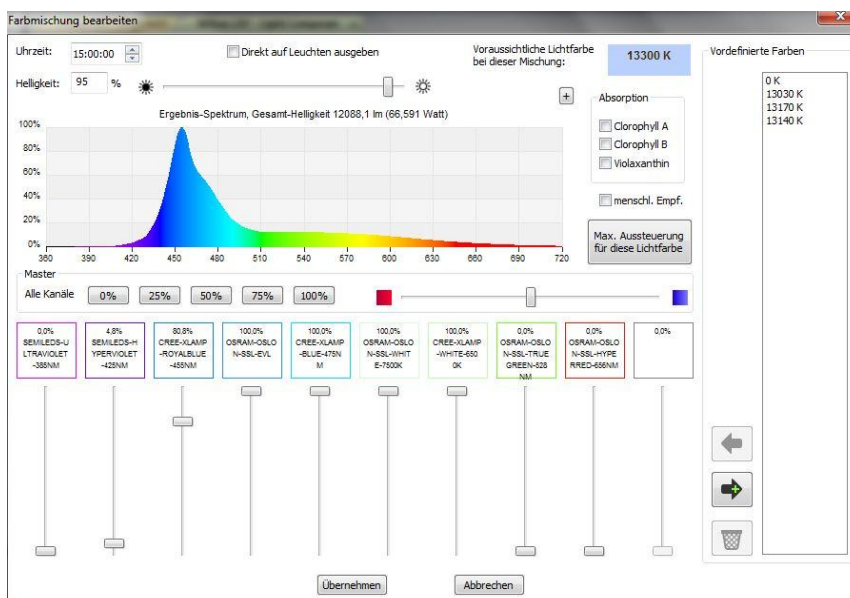 Farbmischung bearbeiten
Uhrzeit: 15:00:00
Direkt auf Leuchten ausgeben
Voraussichtliche Lichtfarbe
bei dieser Mischung:
13300 K
Helligkeit: 95 %
Vordefinierte Farben
0 K
13030 K
13170 K
13140 K
+
Ergebnis-Spektrum, Gesamt-Helligkeit 12088,1 lm (66,591 Watt)
100%
80%
60%
40%
20%
0%
360 390 420 450 480 510 540 570 600 630 660 690 720
Absorption
Clorophyll A
Clorophyll B
Violaxanthin
menschl. Empf.
Max. Aussteuerung
für diese Lichtfarbe
Master
Alle Kanäle 0% 25% 50% 75% 100%
0,0%
SEMILEDS-U
LTRAVIOLET
-385NM
4,8%
SEMILEDS-H
YPERVIOLET
-425NM
80,8%
CREE-XLAMP
-ROYALBLUE
-455NM
100,0%
OSRAM-OSLO
N-SSL-EVL
100,0%
CREE-XLAMP
-BLUE-475N
M
100,0%
OSRAM-OSLO
N-SSL-WHIT
E-7500K
100,0%
CREE-XLAMP
-WHITE-650
0K
0,0%
OSRAM-OSLO
N-SSL-TRUE
GREEN-528
NM
0,0%
OSRAM-OSLO
N-SSL-HYPE
RRED-656NM
0,0%
Übernehmen
Abbrechen